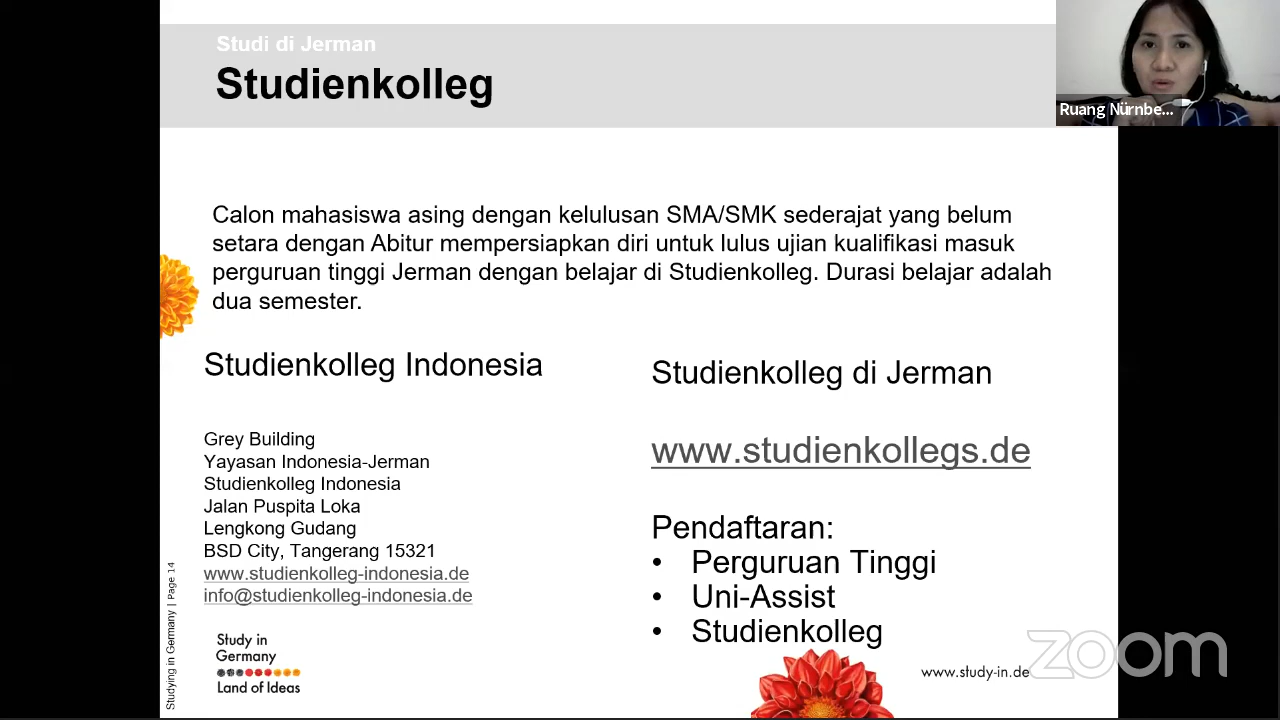 Studi di Jerman
Studienkolleg
Ruang Nürnbe...
Calon mahasiswa asing dengan kelulusan SMA/SMK sederajat yang belum
setara dengan Abitur mempersiapkan diri untuk lulus ujian kualifikasi masuk
perguruan tinggi Jerman dengan belajar di Studienkolleg. Durasi belajar adalah
dua semester.
Studienkolleg Indonesia
Grey Building
Yayasan Indonesia-Jerman
Studienkolleg Indonesia
Jalan Puspita Loka
Lengkong Gudang
BSD City, Tangerang 15321
www.studienkolleg-indonesia.de
info@studienkolleg-indonesia.de
Studienkolleg di Jerman
www.studienkollegs.de
Pendaftaran:
• Perguruan Tinggi
• Uni-Assist
• Studienkolleg
Studying in Germany | Page 14
Study in
Germany
Land of Ideas
www.study-in.de
zoom